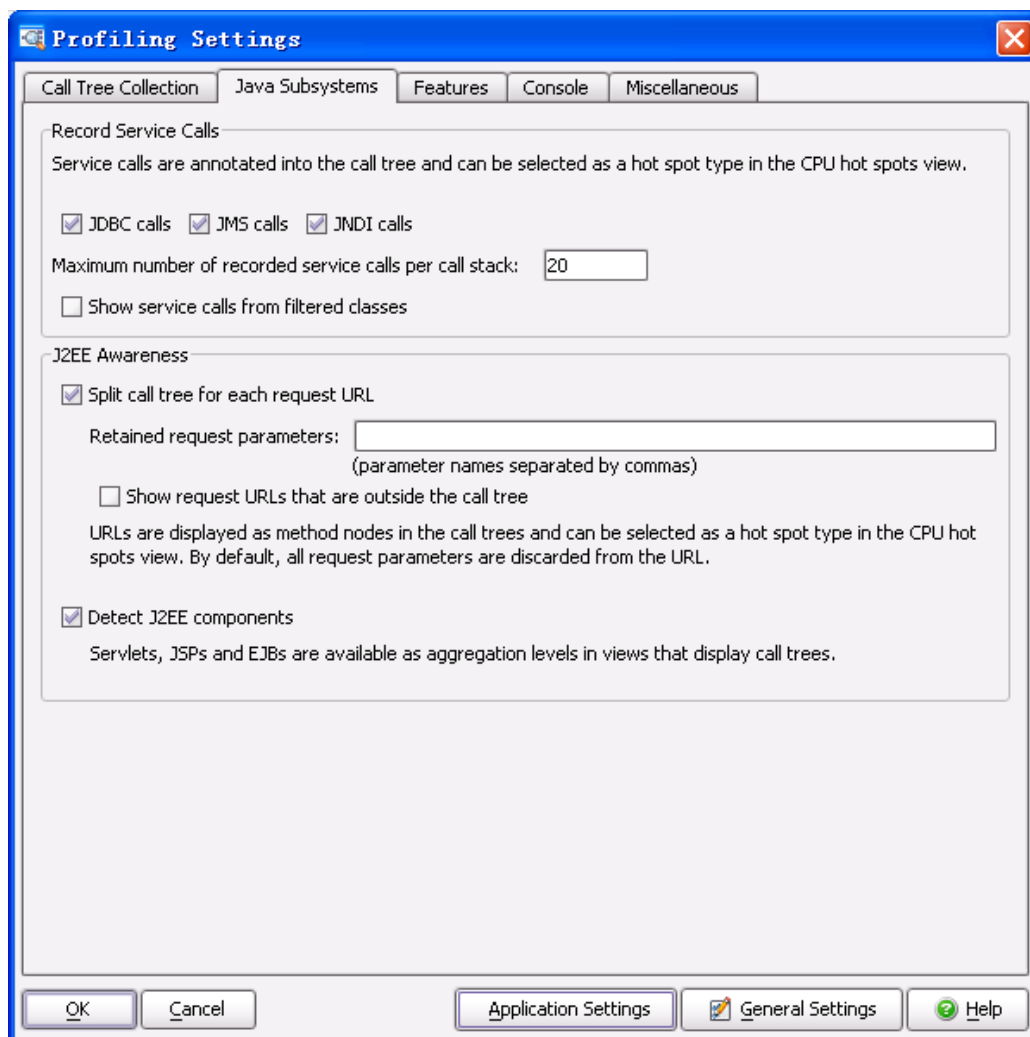 Profiling Settings
Call Tree Collection Java Subsystems Features Console Miscellaneous
Record Service Calls
Service calls are annotated into the call tree and can be selected as a hot spot type in the CPU hot spots view.
JDBC calls JMS calls JNDI calls
Maximum number of recorded service calls per call stack: 20
Show service calls from filtered classes
J2EE Awareness
Split call tree for each request URL
Retained request parameters:
(parameter names separated by commas)
Show request URLs that are outside the call tree
URLs are displayed as method nodes in the call trees and can be selected as a hot spot type in the CPU hot
spots view. By default, all request parameters are discarded from the URL.
Detect J2EE components
Servlets, JSPs and EJBs are available as aggregation levels in views that display call trees.
OK Cancel Application Settings General Settings Help